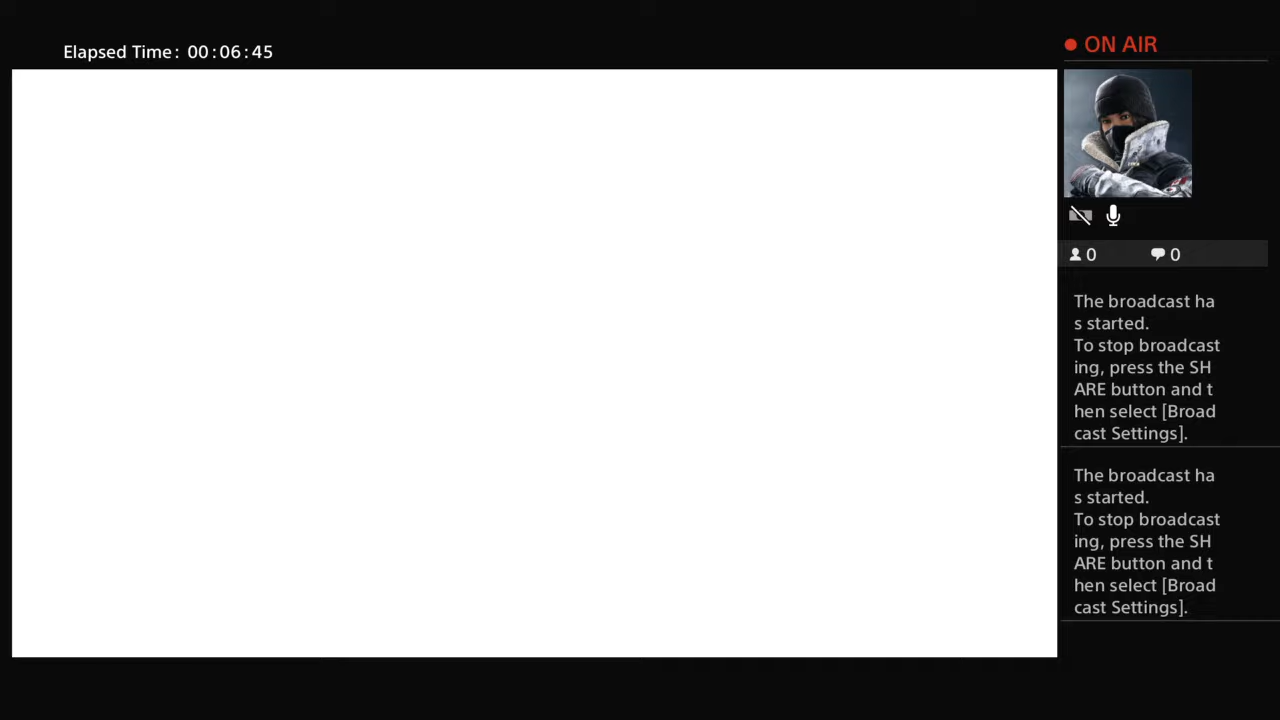 Elapsed Time: 00:06:45
ON AIR
0
0
The broadcast ha
s started.
To stop broadcast
ing, press the SH
ARE button and t
hen select [Broad
cast Settings].
The broadcast ha
s started.
To stop broadcast
ing, press the SH
ARE button and t
hen select [Broad
cast Settings].